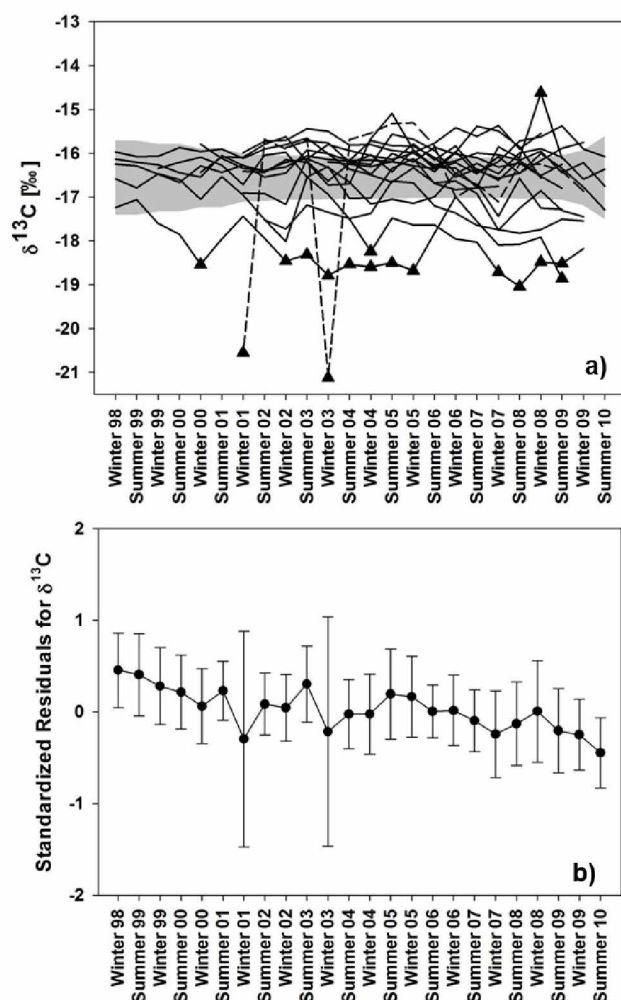 -13
-14
-15
-16
-17
-18
-19
-20
-21
δ13C [‰]
a)
Winter 98
Summer 99
Winter 99
Summer 00
Winter 00
Summer 01
Winter 01
Summer 02
Winter 02
Summer 03
Winter 03
Summer 04
Winter 04
Summer 05
Winter 05
Summer 06
Winter 06
Summer 07
Winter 07
Summer 08
Winter 08
Summer 09
Winter 09
Summer 10
2
1
0
-1
-2
Standardized Residuals for δ13C
b)
Winter 98
Summer 99
Winter 99
Summer 00
Winter 00
Summer 01
Winter 01
Summer 02
Winter 02
Summer 03
Winter 03
Summer 04
Winter 04
Summer 05
Winter 05
Summer 06
Winter 06
Summer 07
Winter 07
Summer 08
Winter 08
Summer 09
Winter 09
Summer 10